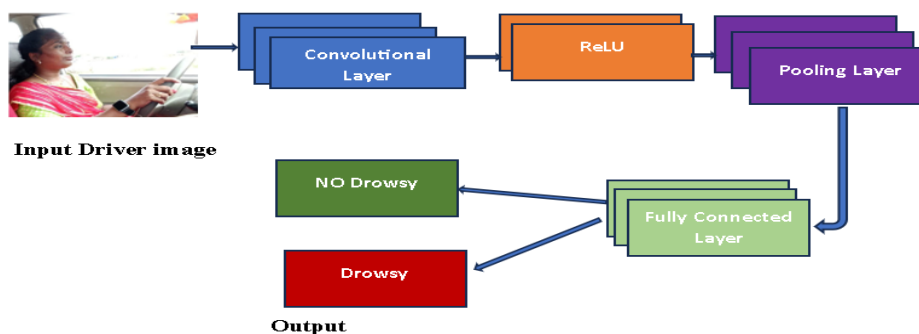 Convolutional
Layer
ReLU
Pooling Layer
Input Driver image
NO Drowsy
Fully Connected
Layer
Drowsy
Output